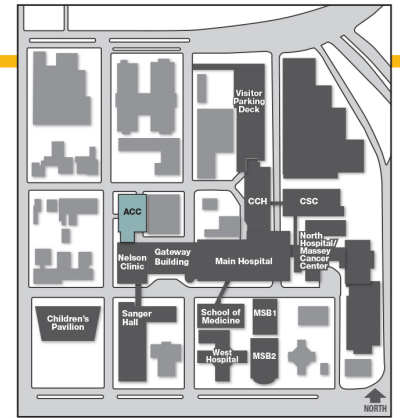 Visitor
Parking
Deck
ACC
CCH
CSC
Nelson
Clinic
Gateway
Building
Main Hospital
North
Hospital/
Massey
Cancer
Center
Children's
Pavilion
Sanger
Hall
School of
Medicine
MSB1
West
Hospital
MSB2
NORTH